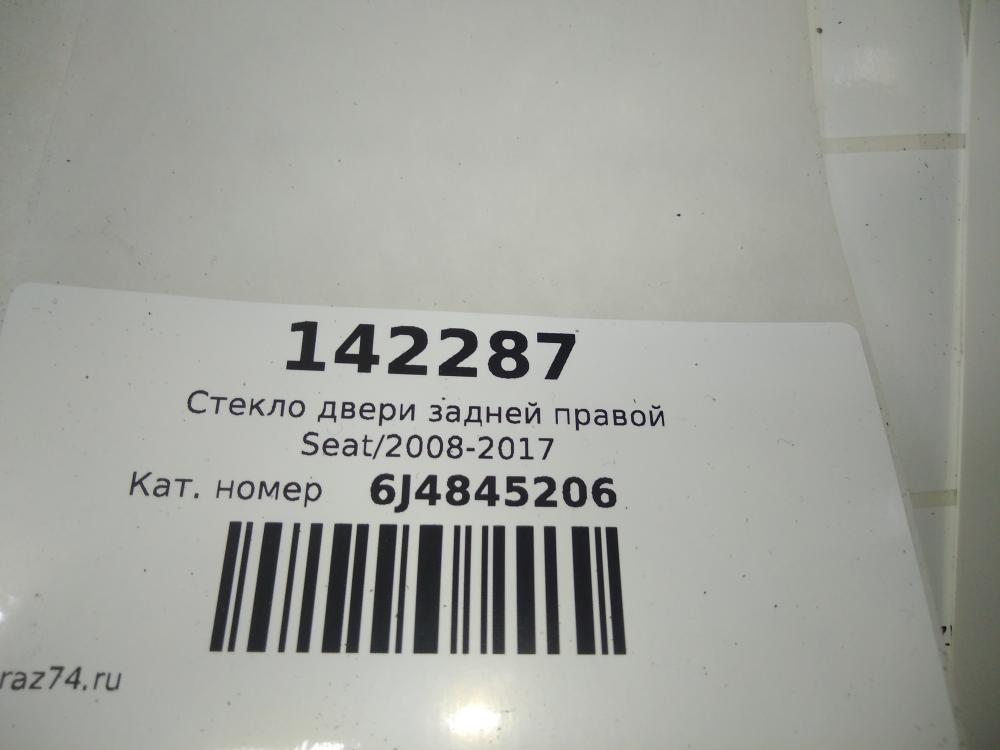 142287
Стекло двери задней правой
Seat/2008-2017
Кат. номер 6J4845206
raz74.ru